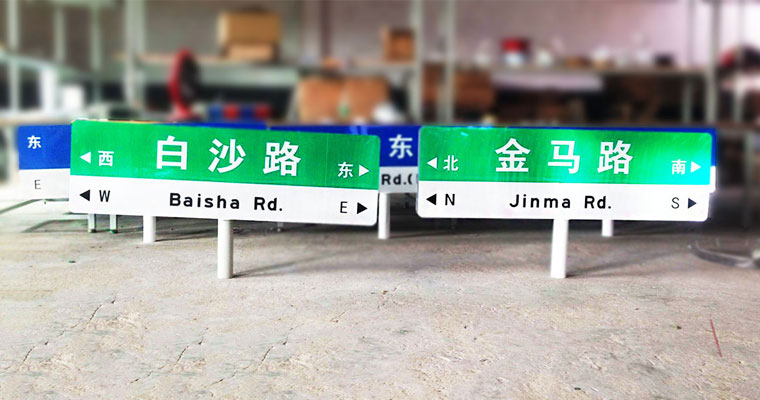 东
E
◀ 西 白沙路 东 ▶
◀ W Baisha Rd. E ▶
东
Rd.(
◀ 北 金马路 南 ▶
◀ N Jinma Rd. S ▶